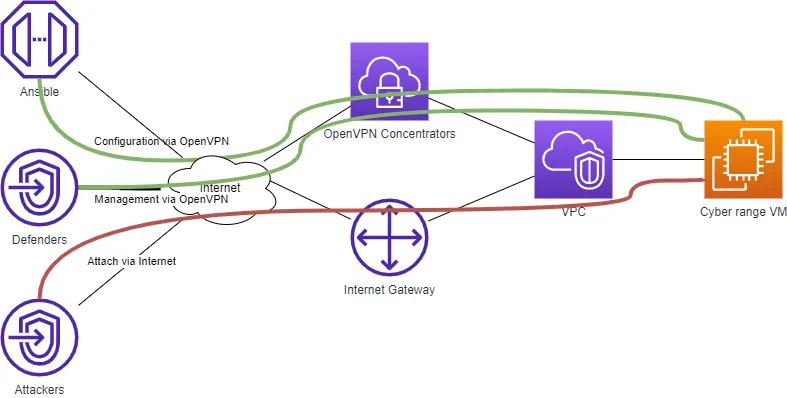 Ansible
Configuration via OpenVPN
OpenVPN Concentrators
Internet
Management via OpenVPN
Defenders
VPC
Cyber range VM
Attach via Internet
Internet Gateway
Attackers